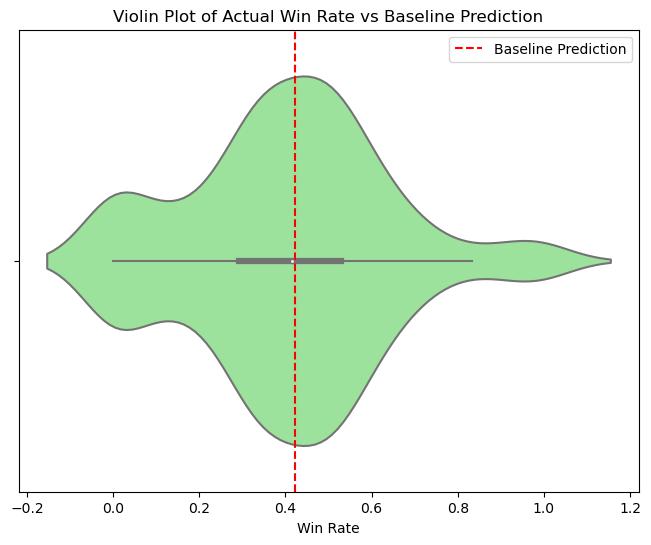 Violin Plot of Actual Win Rate vs Baseline Prediction
Baseline Prediction
−0.2 0.0 0.2 0.4 0.6 0.8 1.0 1.2
Win Rate